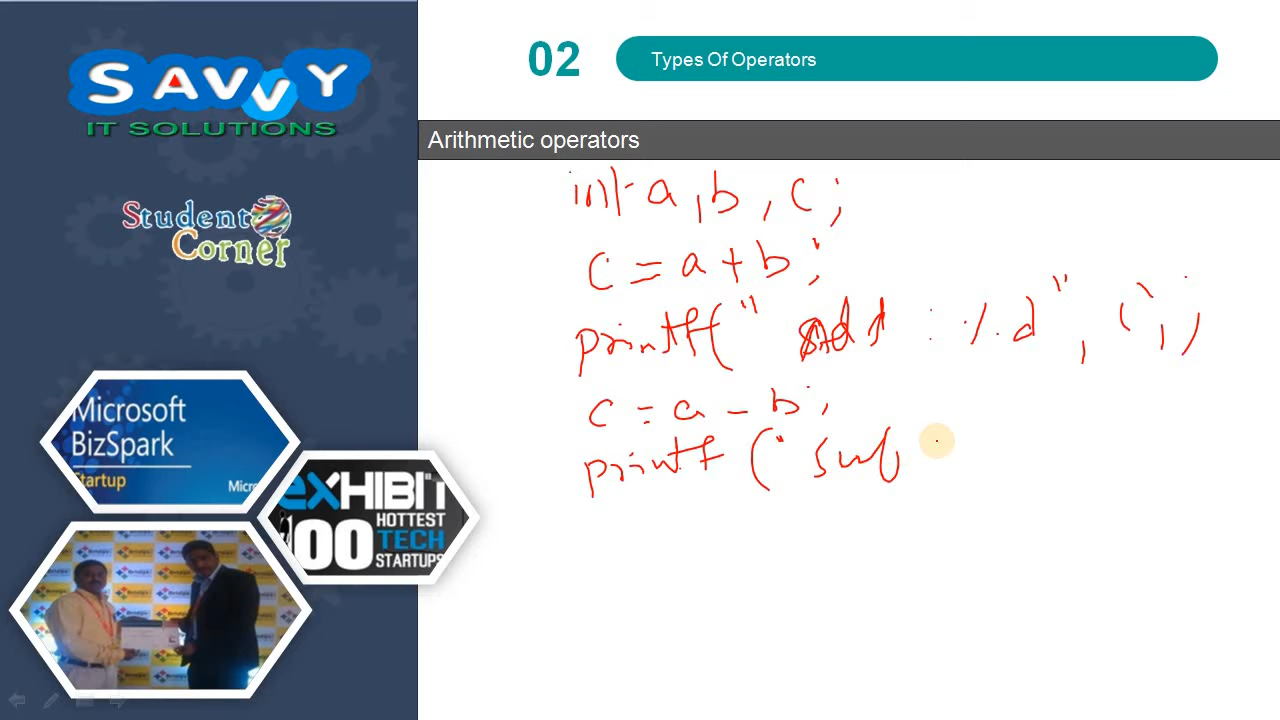 SAVVY
IT SOLUTIONS
Student
Corner
Microsoft
BizSpark
Startup
Micros
eXHIBIT
100 HOTTEST
TECH
STARTUPS
02
Types Of Operators
Arithmetic operators
int a, b, c;
c = a + b;
printf(" Add : %d", c);
c = a - b;
printf (" sub